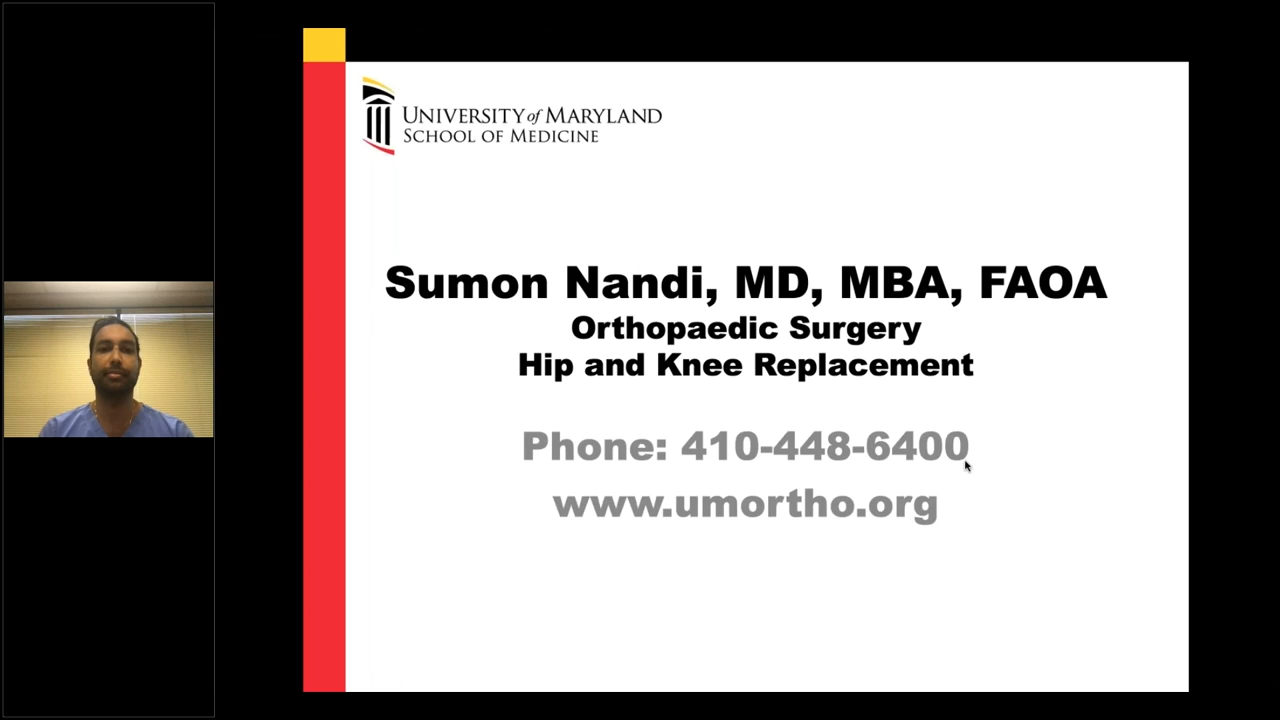 UNIVERSITY of MARYLAND
SCHOOL OF MEDICINE
Sumon Nandi, MD, MBA, FAOA
Orthopaedic Surgery
Hip and Knee Replacement
Phone: 410-448-6400
www.umortho.org